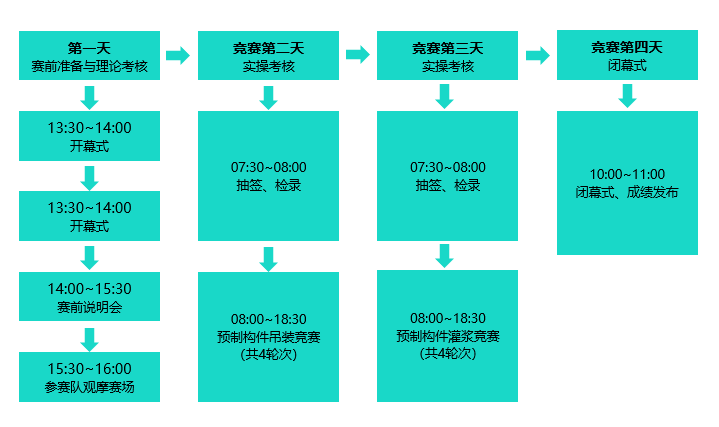 第一天
赛前准备与理论考核
13:30~14:00
开幕式
13:30~14:00
开幕式
14:00~15:30
赛前说明会
15:30~16:00
参赛队观摩赛场
竞赛第二天
实操考核
07:30~08:00
抽签、检录
08:00~18:30
预制构件吊装竞赛
(共4轮次)
竞赛第三天
实操考核
07:30~08:00
抽签、检录
08:00~18:30
预制构件灌浆竞赛
(共4轮次)
竞赛第四天
闭幕式
10:00~11:00
闭幕式、成绩发布